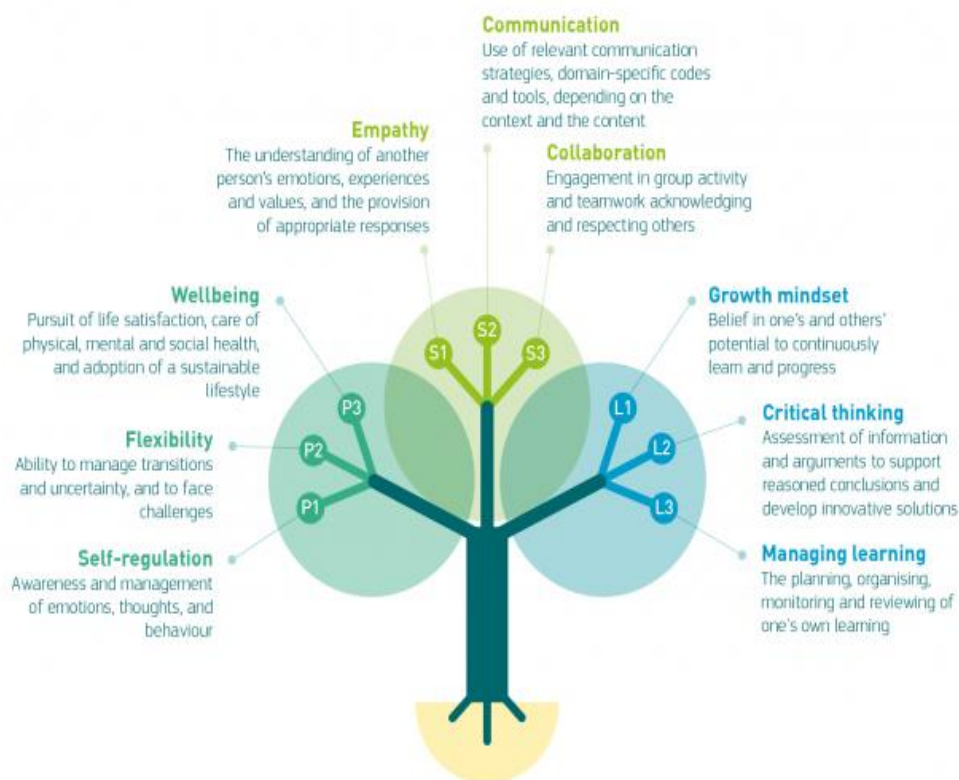 Communication
Use of relevant communication
strategies, domain-specific codes
and tools, depending on the
context and the content
Empathy
The understanding of another
person's emotions, experiences
and values, and the provision
of appropriate responses
Collaboration
Engagement in group activity
and teamwork acknowledging
and respecting others
Wellbeing
Pursuit of life satisfaction, care of
physical, mental and social health,
and adoption of a sustainable
lifestyle
Growth mindset
Belief in one's and others'
potential to continuously
learn and progress
S1
S2
S3
P3
P2
P1
L1
L2
L3
Flexibility
Ability to manage transitions
and uncertainty, and to face
challenges
Critical thinking
Assessment of information
and arguments to support
reasoned conclusions and
develop innovative solutions
Self-regulation
Awareness and management
of emotions, thoughts, and
behaviour
Managing learning
The planning, organising,
monitoring and reviewing of
one's own learning